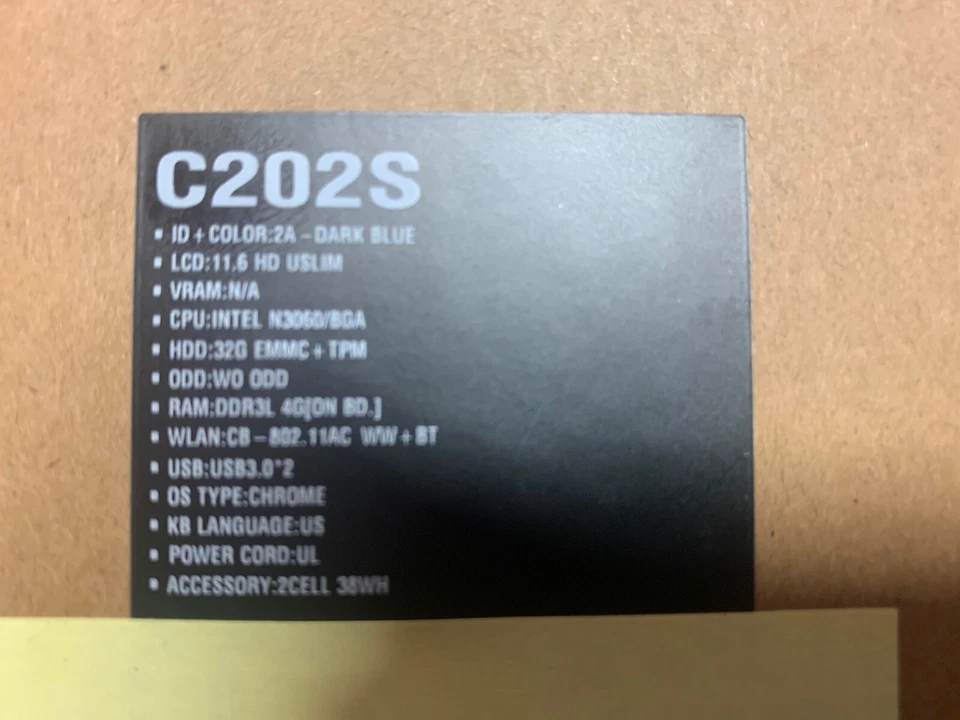 C202S
▪ ID + COLOR:2A – DARK BLUE
▪ LCD:11.6 HD USLIM
▪ VRAM:N/A
▪ CPU:INTEL N3060/BGA
▪ HDD:32G EMMC + TPM
▪ ODD:WO ODD
▪ RAM:DDR3L 4G[ON BD.]
▪ WLAN:CB – 802.11AC WW + BT
▪ USB:USB3.0*2
▪ OS TYPE:CHROME
▪ KB LANGUAGE:US
▪ POWER CORD:UL
▪ ACCESSORY:2CELL 38WH